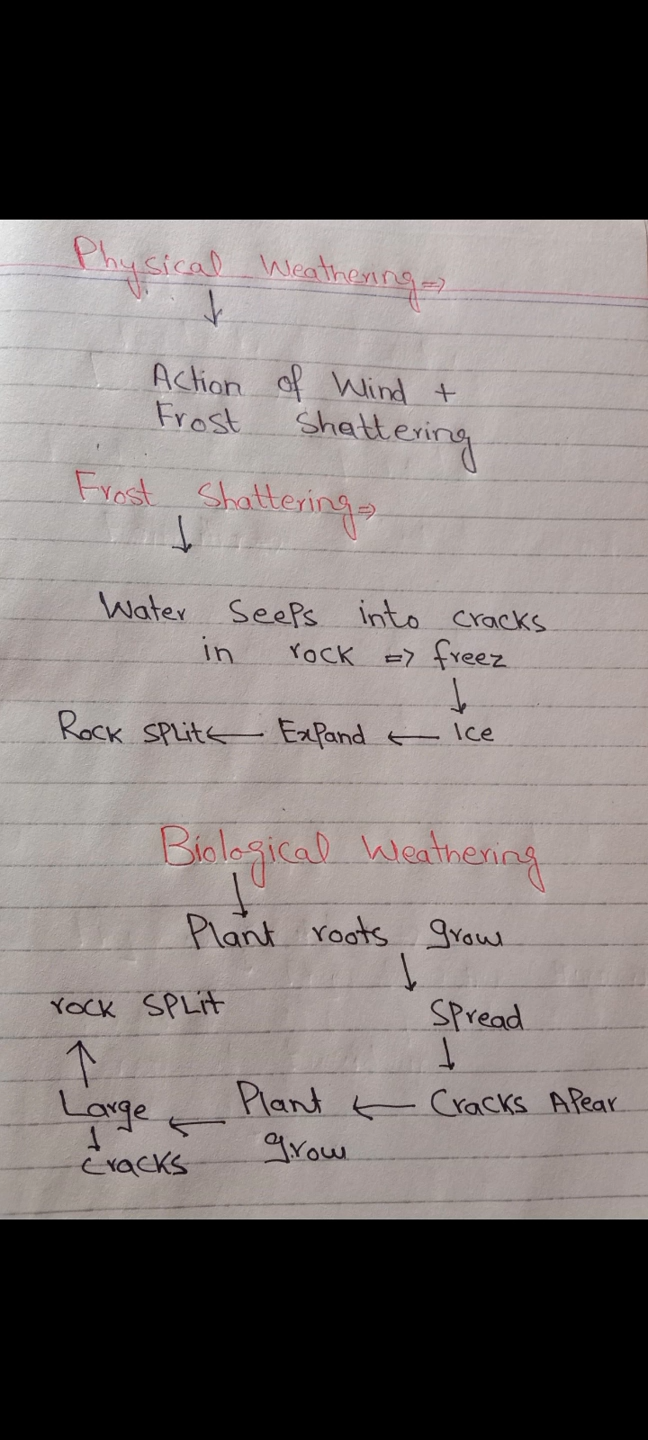 Physical Weathering ⇒
↓
Action of Wind +
Frost Shattering
Frost Shattering ⇒
↓
Water Seeps into cracks
in rock ⇒ freez
↓
Rock SPLit ← ExPand ← Ice
Biological Weathering
↓
Plant roots grow
↓
rock SPLit
SPread
↑ ↓
Large ← Plant ← Cracks APear
↓ grow
cracks